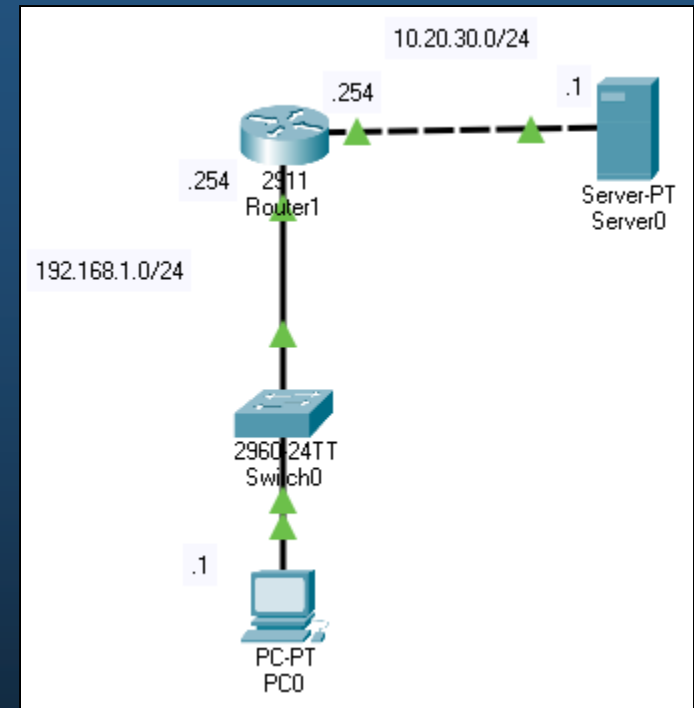 10.20.30.0/24
.254
.1
.254
2911
Router1
Server-PT
Server0
192.168.1.0/24
2960-24TT
Switch0
.1
PC-PT
PC0